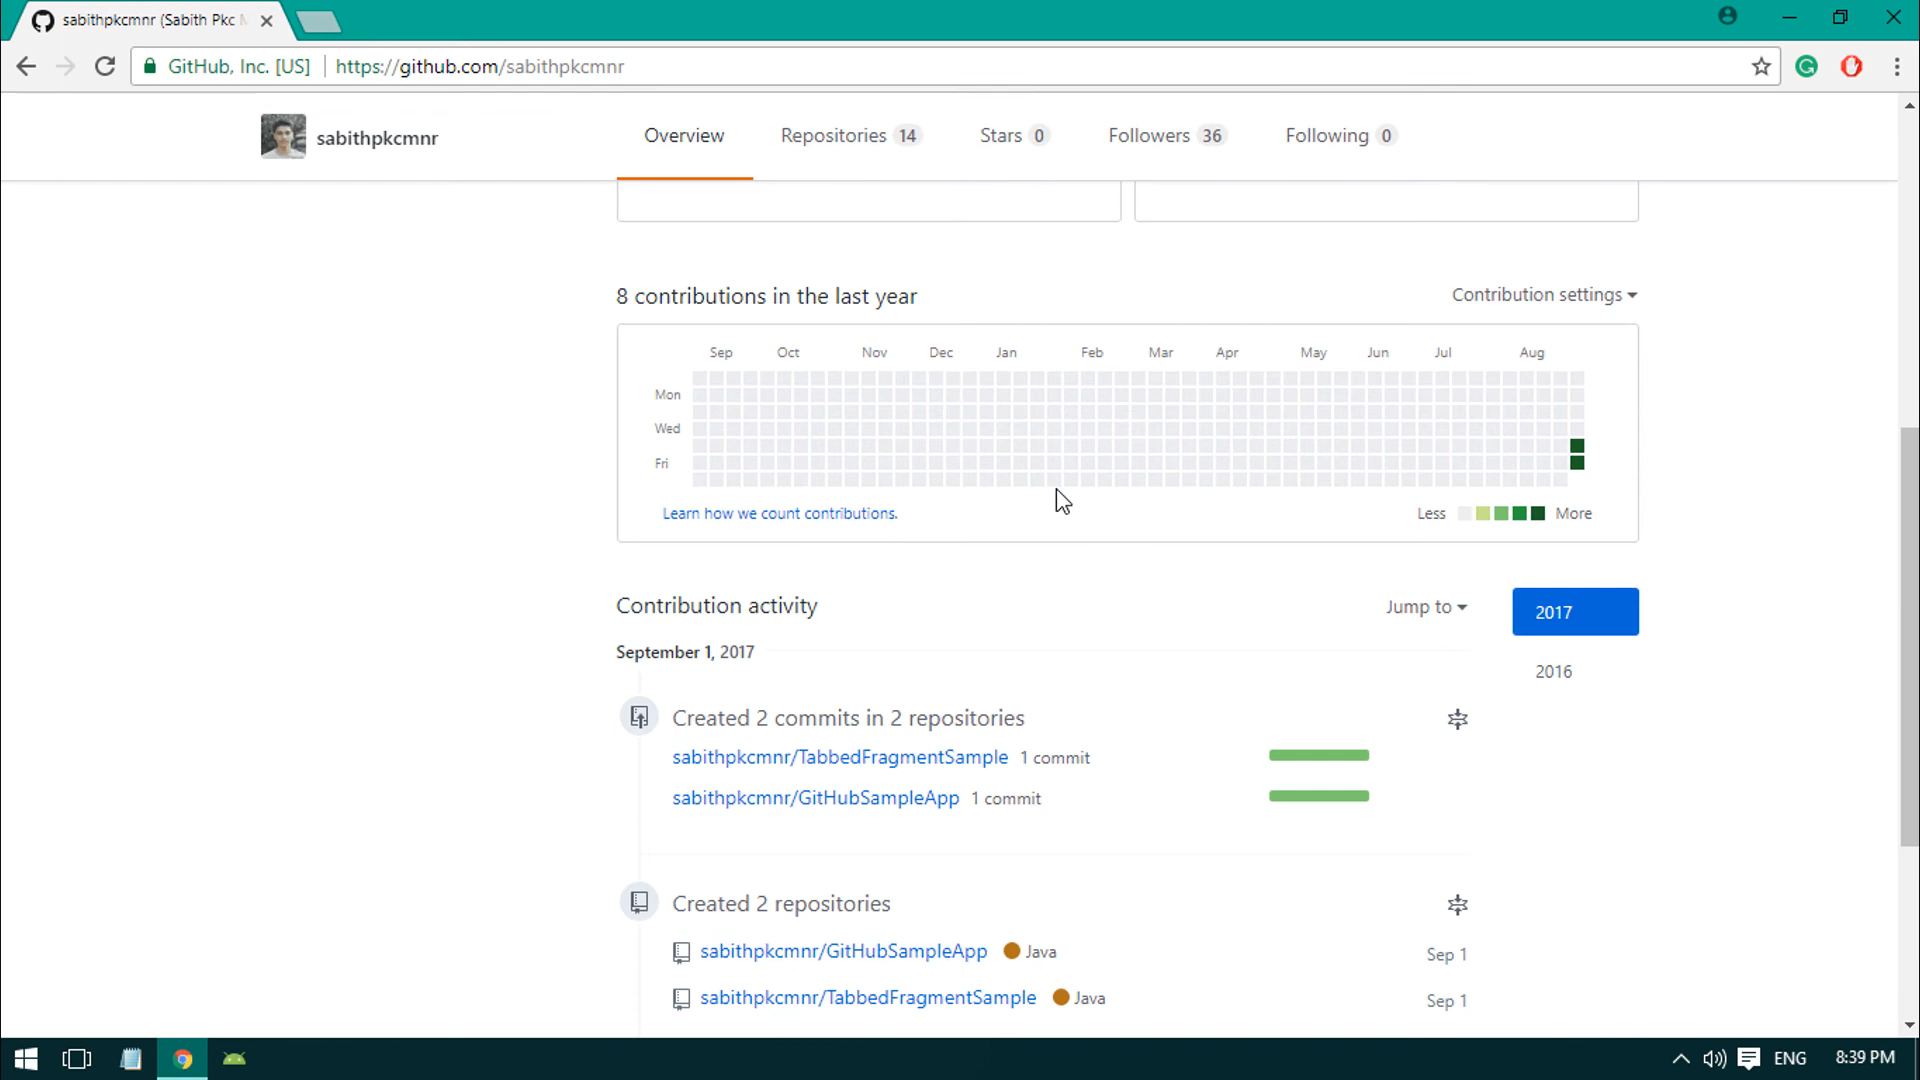 sabithpkcmnr (Sabith Pkc M
GitHub, Inc. [US] https://github.com/sabithpkcmnr
sabithpkcmnr Overview Repositories 14 Stars 0 Followers 36 Following 0
8 contributions in the last year Contribution settings
Sep Oct Nov Dec Jan Feb Mar Apr May Jun Jul Aug
Mon
Wed
Fri
Learn how we count contributions. Less More
Contribution activity Jump to 2017
September 1, 2017
2016
Created 2 commits in 2 repositories
sabithpkcmnr/TabbedFragmentSample 1 commit
sabithpkcmnr/GitHubSampleApp 1 commit
Created 2 repositories
sabithpkcmnr/GitHubSampleApp Java Sep 1
sabithpkcmnr/TabbedFragmentSample Java Sep 1
ENG 8:39 PM